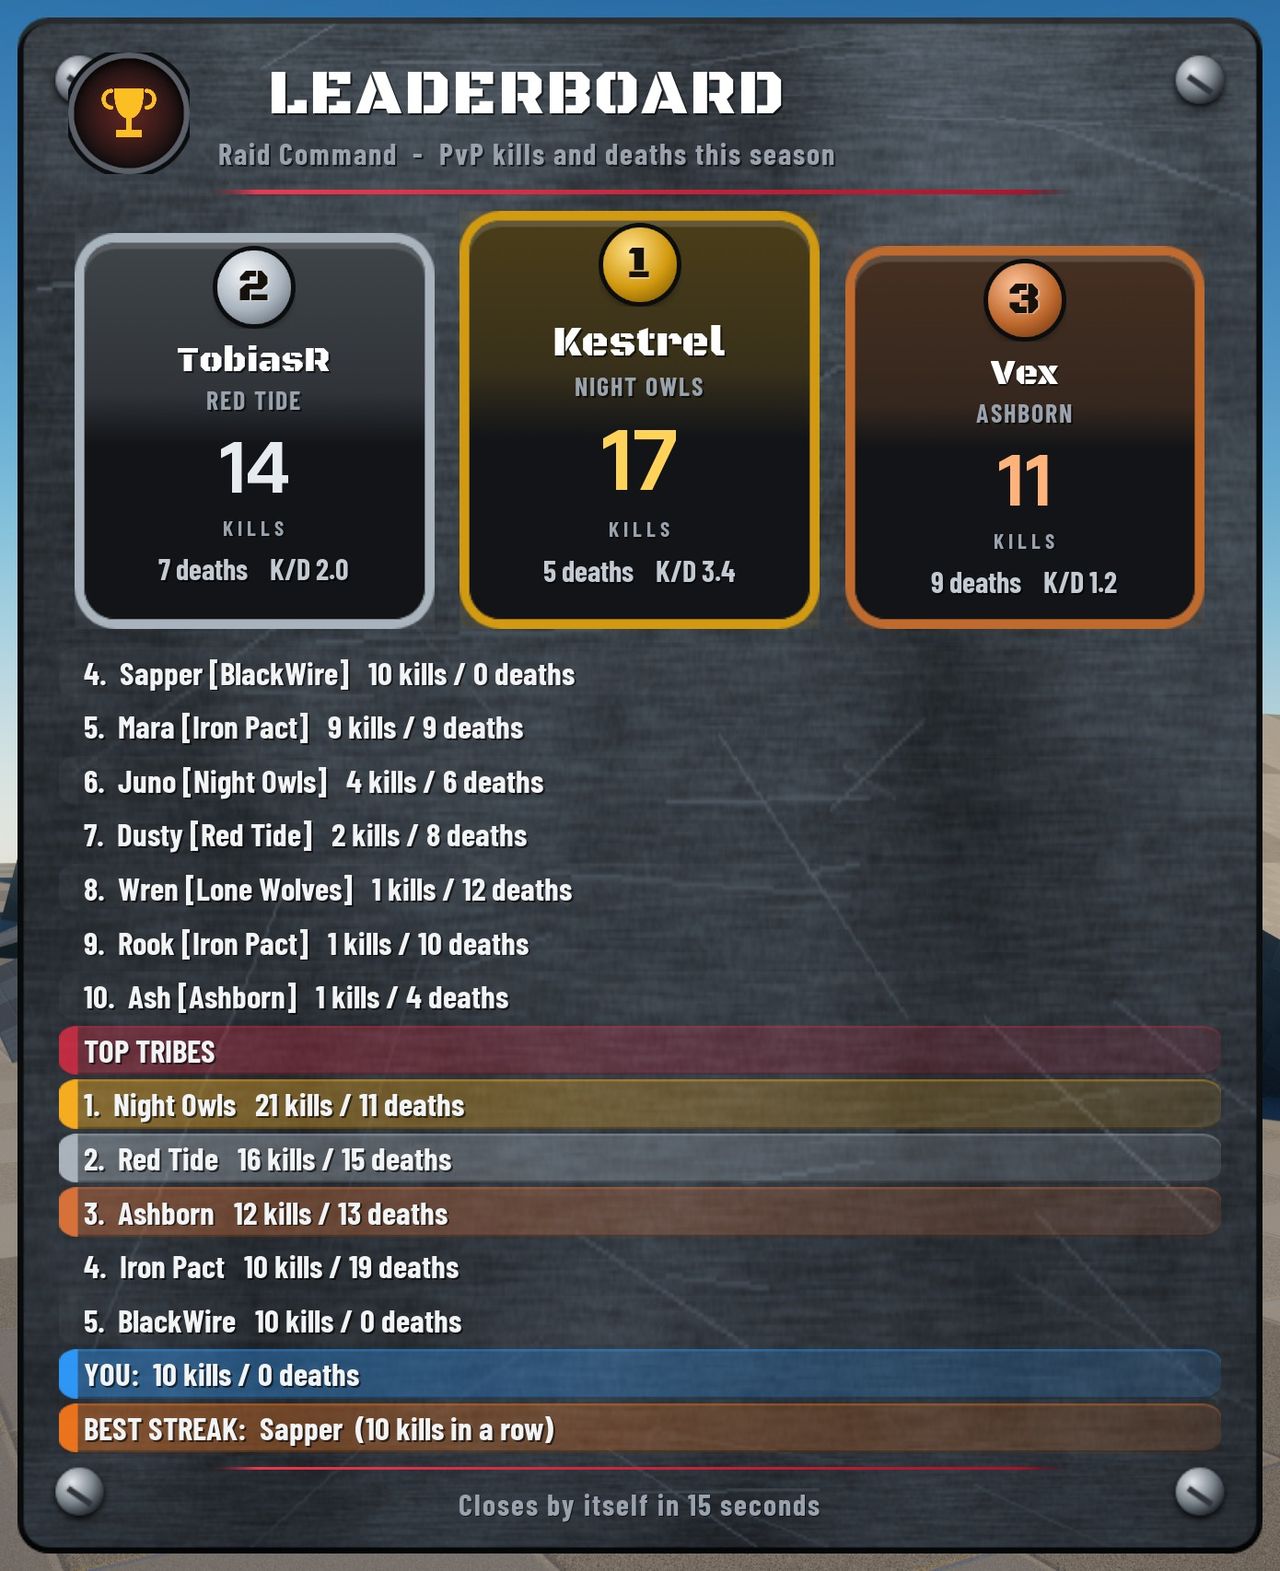 LEADERBOARD
Raid Command - PvP kills and deaths this season
2
TobiasR
RED TIDE
14
KILLS
7 deaths K/D 2.0
1
Kestrel
NIGHT OWLS
17
KILLS
5 deaths K/D 3.4
3
Vex
ASHBORN
11
KILLS
9 deaths K/D 1.2
4. Sapper [BlackWire] 10 kills / 0 deaths
5. Mara [Iron Pact] 9 kills / 9 deaths
6. Juno [Night Owls] 4 kills / 6 deaths
7. Dusty [Red Tide] 2 kills / 8 deaths
8. Wren [Lone Wolves] 1 kills / 12 deaths
9. Rook [Iron Pact] 1 kills / 10 deaths
10. Ash [Ashborn] 1 kills / 4 deaths
TOP TRIBES
1. Night Owls 21 kills / 11 deaths
2. Red Tide 16 kills / 15 deaths
3. Ashborn 12 kills / 13 deaths
4. Iron Pact 10 kills / 19 deaths
5. BlackWire 10 kills / 0 deaths
YOU: 10 kills / 0 deaths
BEST STREAK: Sapper (10 kills in a row)
Closes by itself in 15 seconds